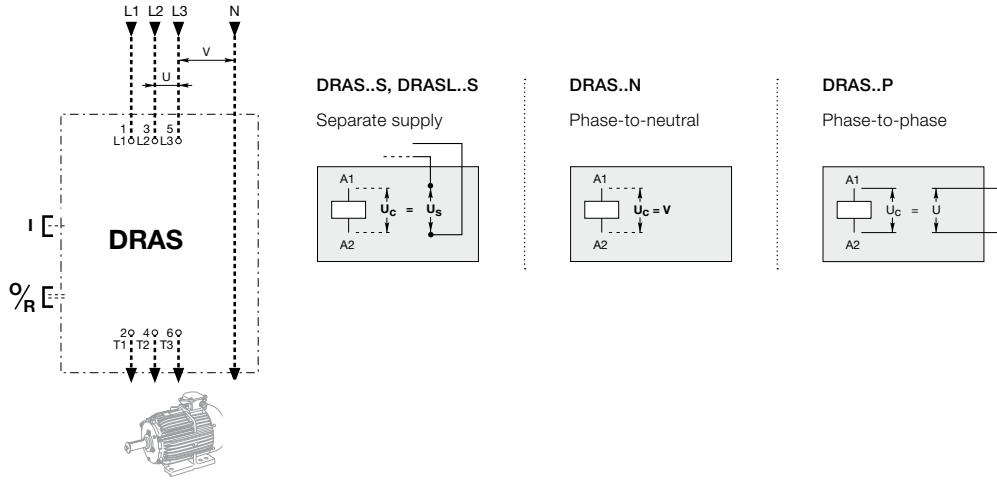 L1 L2 L3 N
V
U
1 3 5
L1 L2 L3
I
DRAS
O/R
2 4 6
T1 T2 T3
DRAS..S, DRASL..S
Separate supply
A1
Uc = Us
A2
DRAS..N
Phase-to-neutral
A1
Uc = V
A2
DRAS..P
Phase-to-phase
A1
Uc = U
A2